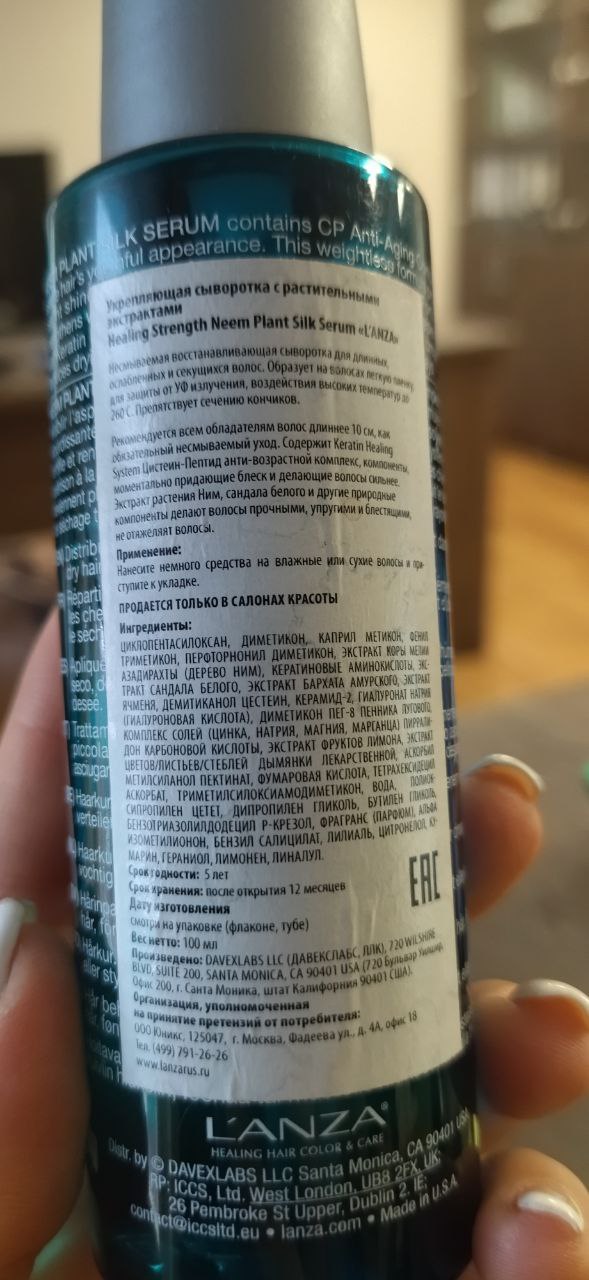 PLANT SILK SERUM contains CP Anti-Aging
appearance. This weightless
Укрепляющая сыворотка с растительными
экстрактами
Healing Strength Neem Plant Silk Serum «L'ANZA»
Несмываемая восстанавливающая сыворотка для длинных,
ослабленных и секущихся волос. Образует на волосах легкую пленку
для защиты от УФ излучения, воздействия высоких температур до
260 С. Препятствует сечению кончиков.
Рекомендуется всем обладателям волос длиннее 10 см, как
обязательный несмываемый уход. Содержит Keratin Healing
System Цистеин-Пептид анти-возрастной комплекс, компоненты,
моментально придающие блеск и делающие волосы сильнее.
Экстракт растения Ним, сандала белого и другие природные
компоненты делают волосы прочными, упругими и блестящими,
не отяжеляят волосы.
Применение:
Нанесите немного средства на влажные или сухие волосы и при-
ступите к укладке.
ПРОДАЕТСЯ ТОЛЬКО В САЛОНАХ КРАСОТЫ
Ингредиенты:
ЦИКЛОПЕНТАСИЛОКСАН, ДИМЕТИКОН, КАПРИЛ МЕТИКОН, ФЕНИЛ
ТРИМЕТИКОН, ПЕРФТОРНОНИЛ ДИМЕТИКОН, ЭКСТРАКТ КОРЫ МЕЛИИ
АЗАДИРАХТЫ (ДЕРЕВО НИМ), КЕРАТИНОВЫЕ АМИНОКИСЛОТЫ, ЭКС-
ТРАКТ САНДАЛА БЕЛОГО, ЭКСТРАКТ БАРХАТА АМУРСКОГО, ЭКСТРАКТ
ЯЧМЕНЯ, ДЕМИТИКАНОЛ ЦЕСТЕИН, КЕРАМИД-2, ГИАЛУРОНАТ НАТРИЯ
(ГИАЛУРОНОВАЯ КИСЛОТА), ДИМЕТИКОН ПЕГ-8 ПЕННИКА ЛУГОВОГО,
КОМПЛЕКС СОЛЕЙ (ЦИНКА, НАТРИЯ, МАГНИЯ, МАРГАНЦА) ПИРРАЛИ-
ДОН КАРБОНОВОЙ КИСЛОТЫ, ЭКСТРАКТ ФРУКТОВ ЛИМОНА, ЭКСТРАКТ
ЦВЕТОВ/ЛИСТЬЕВ/СТЕБЛЕЙ ДЫМЯНКИ ЛЕКАРСТВЕННОЙ, АСКОРБИЛ
МЕТИЛСИЛАНОЛ ПЕКТИНАТ, ФУМАРОВАЯ КИСЛОТА, ТЕТРАХЕКСИДЕЦИЛ
АСКОРБАТ, ТРИМЕТИЛСИЛОКСИАМОДИМЕТИКОН, ВОДА, ПОЛИОК-
СИПРОПИЛЕН ЦЕТЕТ, ДИПРОПИЛЕН ГЛИКОЛЬ, БУТИЛЕН ГЛИКОЛЬ,
БЕНЗОТРИАЗОЛИЛДОДЕЦИЛ Р-КРЕЗОЛ, ФРАГРАНС (ПАРФЮМ), АЛЬФА
ИЗОМЕТИЛИОНОН, БЕНЗИЛ САЛИЦИЛАТ, ЛИЛИАЛЬ, ЦИТРОНЕЛОЛ, КУ-
МАРИН, ГЕРАНИОЛ, ЛИМОНЕН, ЛИНАЛУЛ.
Срок годности: 5 лет
Срок хранения: после открытия 12 месяцев
EAC
Дату изготовления
смотри на упаковке (флаконе, тубе)
Вес нетто: 100 мл
Произведено: DAVEXLABS LLC (ДАВЕКСЛАБС, ЛЛК), 720 WILSHIRE
BLVD, SUITE 200, SANTA MONICA, CA 90401 USA (720 Бульвар Уилшир,
Офис 200, г. Санта Моника, штат Калифорния 90401 США).
Организация, уполномоченная
на принятие претензий от потребителя:
ООО Юникс, 125047, г. Москва, Фадеева ул., д. 4А, офис 18
Тел. (499) 791-26-26
www.lanzarus.ru
L'ANZA®
HEALING HAIR COLOR & CARE
Distr. by © DAVEXLABS LLC Santa Monica, CA 90401 USA
RP: ICCS, Ltd. West London, UB8 2FX, UK;
26 Pembroke St Upper, Dublin 2. IE;
contact@iccsltd.eu • lanza.com • Made in U.S.A.